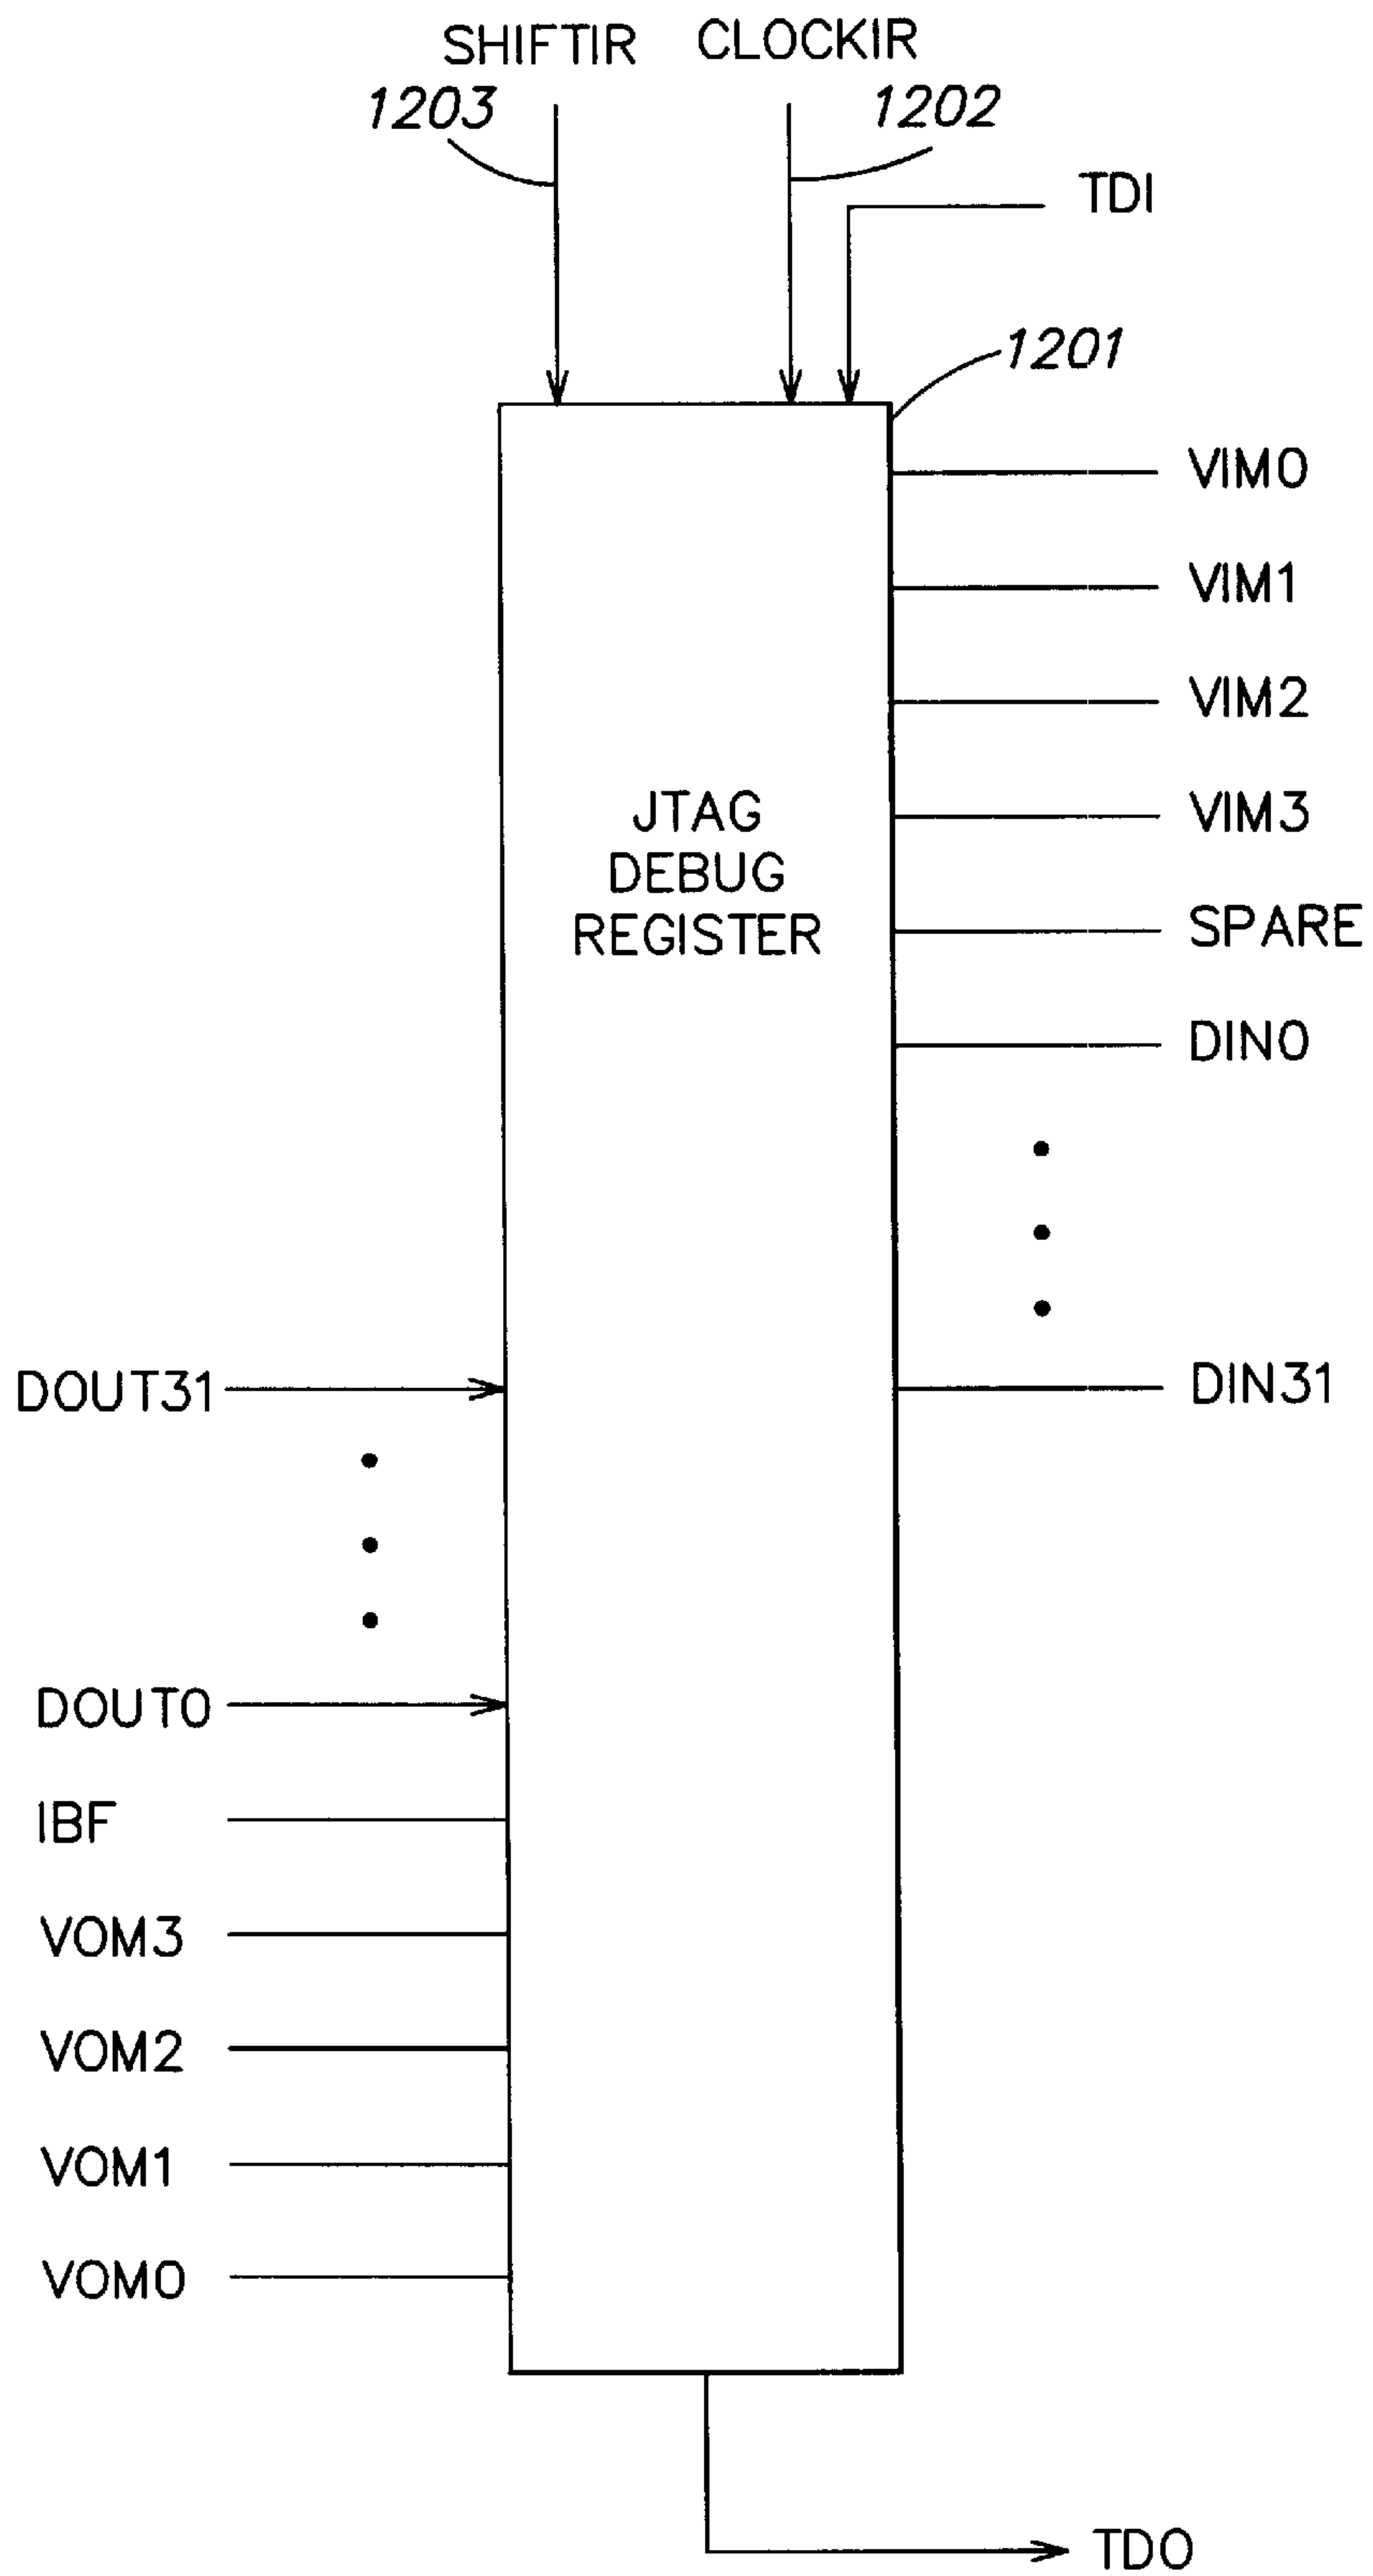 SHIFTIR CLOCKIR
1203 1202
TDI
1201
VIM0
VIM1
VIM2
VIM3
SPARE
DIN0
DIN31
JTAG
DEBUG
REGISTER
DOUT31
DOUT0
IBF
VOM3
VOM2
VOM1
VOM0
TDO